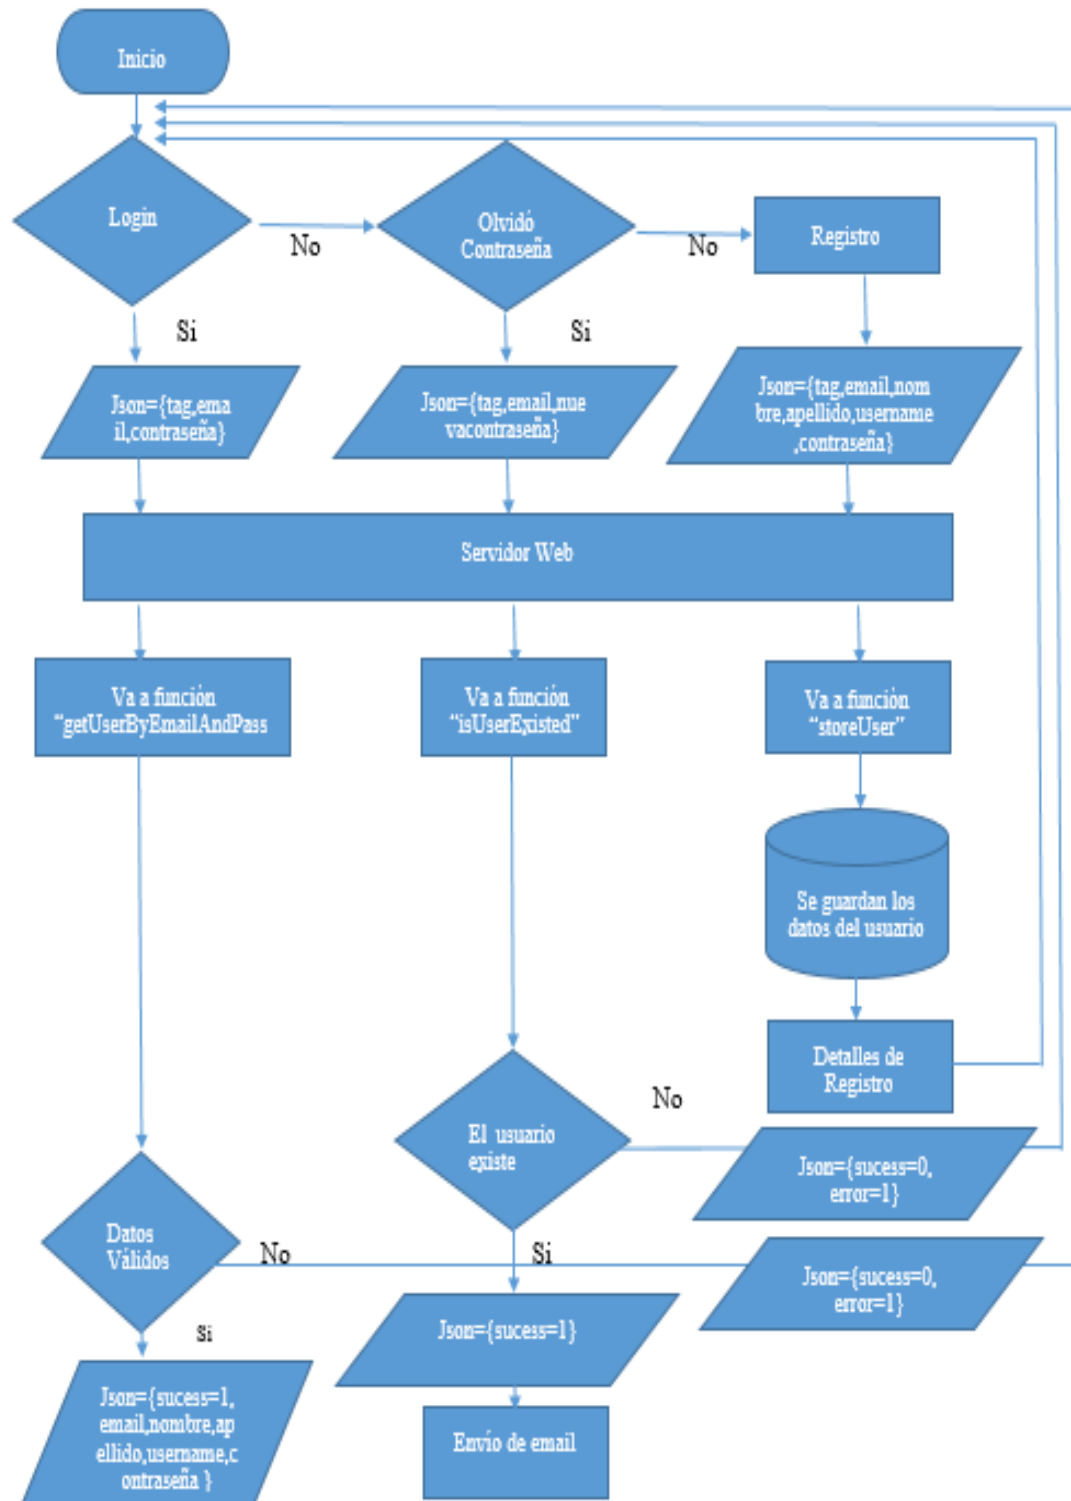 Inicio
Login
No
Olvidó
Contraseña
No
Registro
Si
Si
Json={tag,ema
il,contraseña}
Json={tag,email,nue
vacontraseña}
Json={tag,email,nom
bre,apellido,username
,contraseña}
Servidor Web
Va a función
“getUserByEmailAndPass
Va a función
“isUserExisted”
Va a función
“storeUser”
Se guardan los
datos del usuario
Detalles de
Registro
El usuario
existe
No
Json={sucess=0,
error=1}
Datos
Válidos
No
Si
Json={sucess=0,
error=1}
Si
Json={sucess=1}
Json={sucess=1,
email,nombre,ap
ellido,username,c
ontraseña }
Envío de email